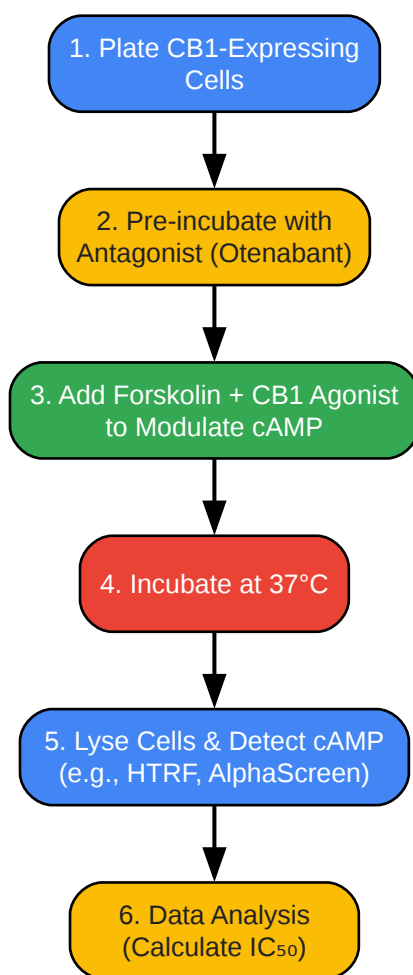 1. Plate CB1-Expressing
Cells
2. Pre-incubate with
Antagonist (Otenabant)
3. Add Forskolin + CB1 Agonist
to Modulate cAMP
4. Incubate at 37°C
5. Lyse Cells & Detect cAMP
(e.g., HTRF, AlphaScreen)
6. Data Analysis
(Calculate IC₅₀)